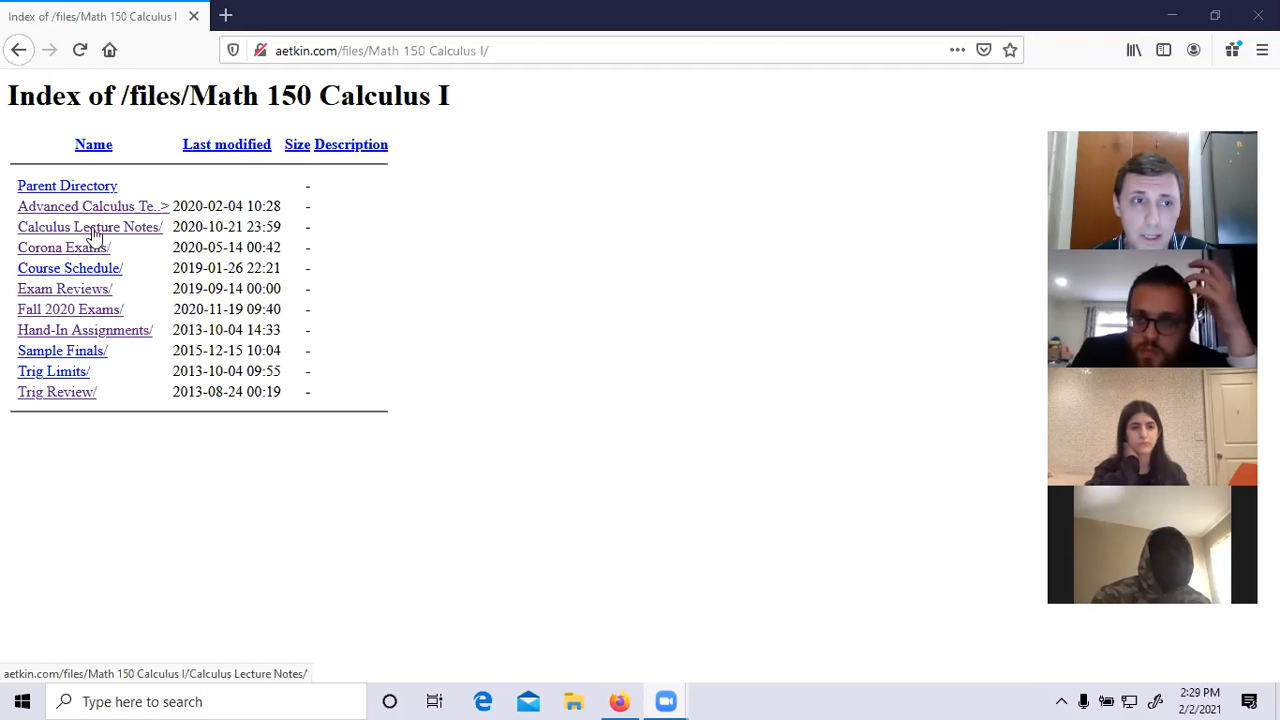 Index of /files/Math 150 Calculus I
aetkin.com/files/Math 150 Calculus I/
Index of /files/Math 150 Calculus I
Name Last modified Size Description
Parent Directory -
Advanced Calculus Te..> 2020-02-04 10:28 -
Calculus Lecture Notes/ 2020-10-21 23:59 -
Corona Exams/ 2020-05-14 00:42 -
Course Schedule/ 2019-01-26 22:21 -
Exam Reviews/ 2019-09-14 00:00 -
Fall 2020 Exams/ 2020-11-19 09:40 -
Hand-In Assignments/ 2013-10-04 14:33 -
Sample Finals/ 2015-12-15 10:04 -
Trig Limits/ 2013-10-04 09:55 -
Trig Review/ 2013-08-24 00:19 -
aetkin.com/files/Math 150 Calculus I/Calculus Lecture Notes/
Type here to search
2:29 PM
2/2/2021